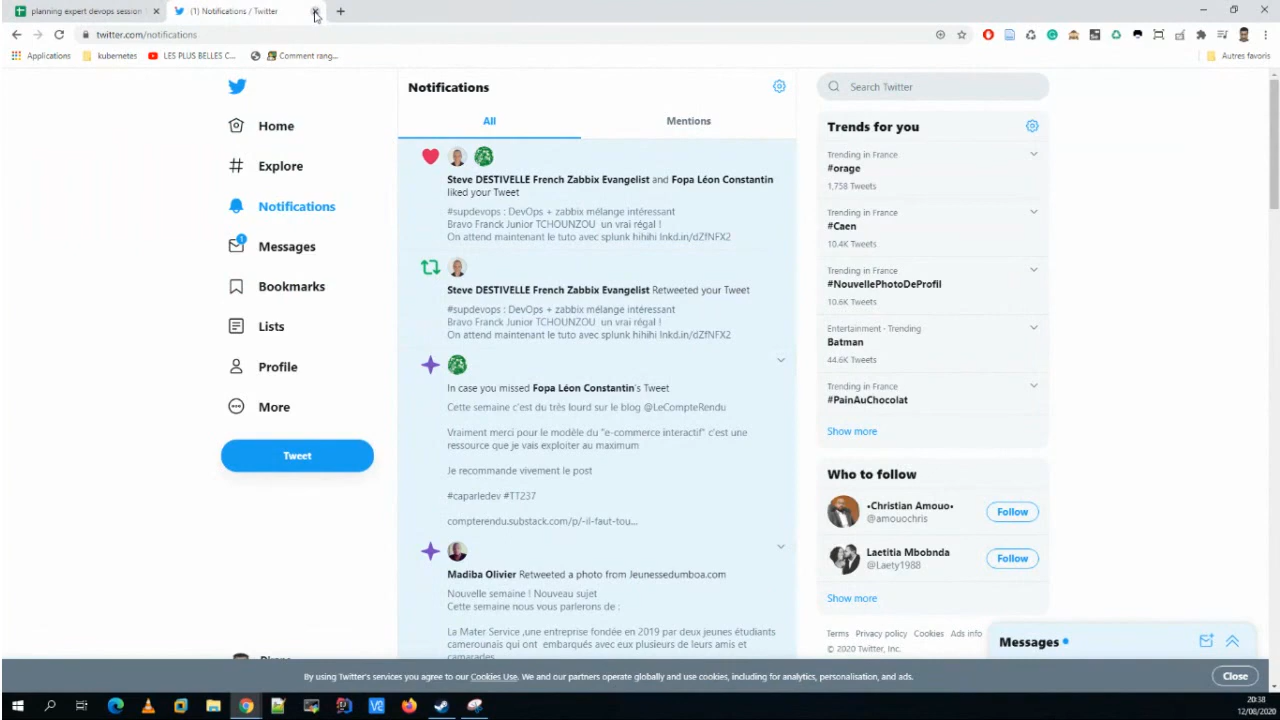 planning expert devops session
(1) Notifications / Twitter
twitter.com/notifications
Applications
kubernetes
LES PLUS BELLES C...
Comment rang...
Autres favoris
Home
Explore
Notifications
1
Messages
Bookmarks
Lists
Profile
More
Tweet
Notifications
All
Mentions
Steve DESTIVELLE French Zabbix Evangelist and Fopa Léon Constantin
liked your Tweet
#supdevops : DevOps + zabbix mélange intéressant
Bravo Franck Junior TCHOUNZOU un vrai régal !
On attend maintenant le tuto avec splunk hihihi lnkd.in/dZfNFX2
Steve DESTIVELLE French Zabbix Evangelist Retweeted your Tweet
#supdevops : DevOps + zabbix mélange intéressant
Bravo Franck Junior TCHOUNZOU un vrai régal !
On attend maintenant le tuto avec splunk hihihi lnkd.in/dZfNFX2
In case you missed Fopa Léon Constantin's Tweet
Cette semaine c'est du très lourd sur le blog @LeCompteRendu
Vraiment merci pour le modèle du "e-commerce interactif" c'est une
ressource que je vais exploiter au maximum
Je recommande vivement le post
#caparledev #TT237
compterendu.substack.com/p/-il-faut-tou...
Madiba Olivier Retweeted a photo from Jeunessedumboa.com
Nouvelle semaine ! Nouveau sujet
Cette semaine nous vous parlerons de :
La Mater Service ,une entreprise fondée en 2019 par deux jeunes étudiants
camerounais qui ont embarqués avec eux plusieurs de leurs amis et
camarades
Search Twitter
Trends for you
Trending in France
#orage
1,758 Tweets
Trending in France
#Caen
10.4K Tweets
Trending in France
#NouvellePhotoDeProfil
10.6K Tweets
Entertainment · Trending
Batman
44.6K Tweets
Trending in France
#PainAuChocolat
Show more
Who to follow
•Christian Amouo•
@amouochris
Follow
Laetitia Mbobnda
@Laety1988
Follow
Show more
Terms Privacy policy Cookies Ads info
© 2020 Twitter, Inc.
Messages
By using Twitter's services you agree to our Cookies Use. We and our partners operate globally and use cookies, including for analytics, personalisation, and ads.
Close
20:38
12/08/2020